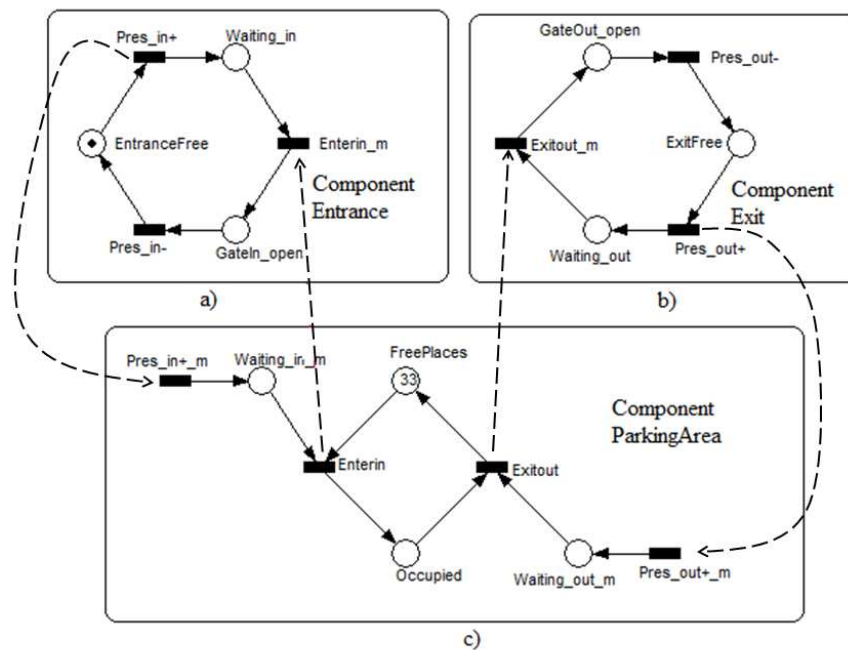 Pres_in+
Waiting_in
EntranceFree
Enterin_m
Component
Entrance
Pres_in-
GateIn_open
a)
GateOut_open
Pres_out-
Exitout_m
ExitFree
Component
Exit
Waiting_out
Pres_out+
b)
Pres_in+_m
Waiting_in_m
FreePlaces
33
Component
ParkingArea
Enterin
Exitout
Occupied
Waiting_out_m
Pres_out+_m
c)